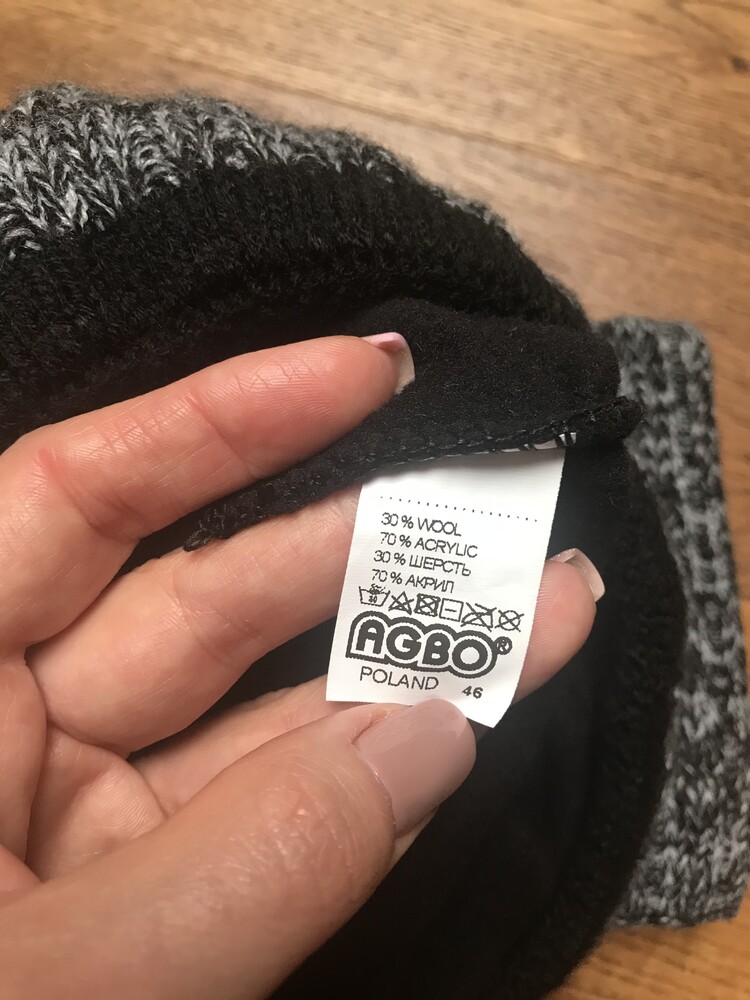 30 % WOOL
70 % ACRYLIC
30 % ШЕРСТЬ
70 % АКРИЛ
AGBO®
POLAND 46